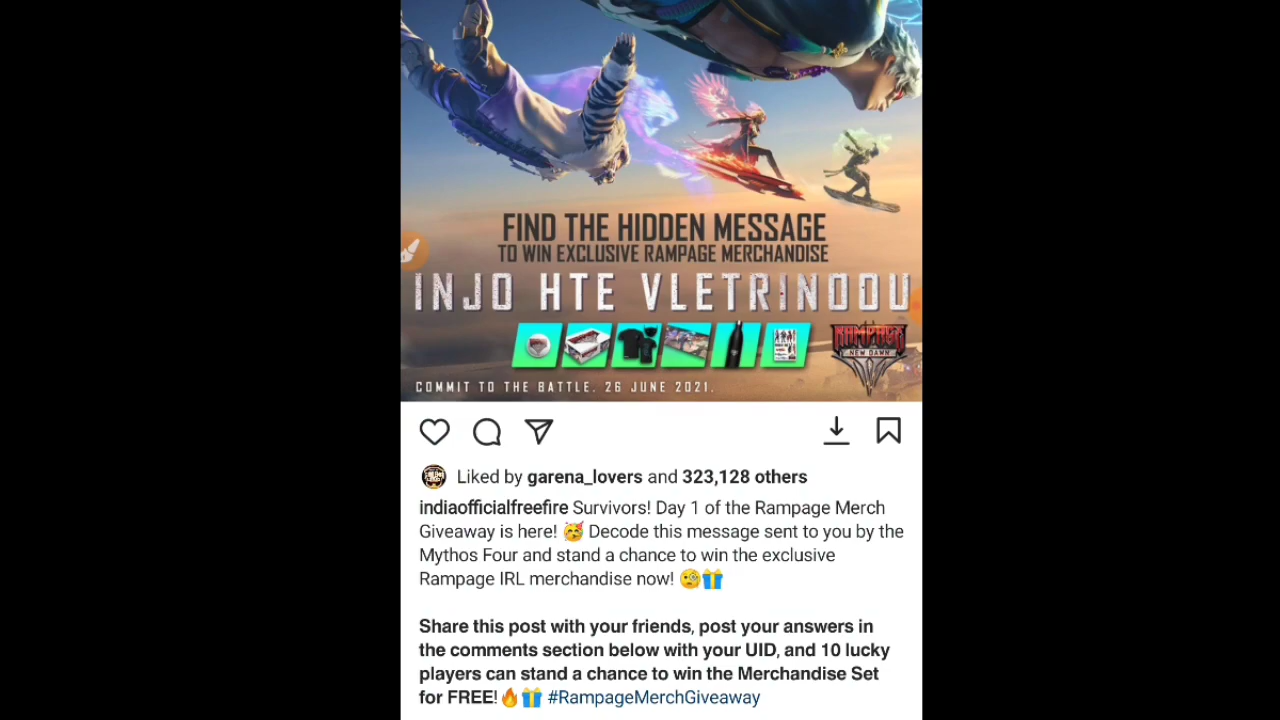 FIND THE HIDDEN MESSAGE
TO WIN EXCLUSIVE RAMPAGE MERCHANDISE
INJO HTE VLETRINOOU
RAMPAGE
NEW DAWN
COMMIT TO THE BATTLE. 26 JUNE 2021.
Liked by garena_lovers and 323,128 others
indiaofficialfreefire Survivors! Day 1 of the Rampage Merch
Giveaway is here! 🥳 Decode this message sent to you by the
Mythos Four and stand a chance to win the exclusive
Rampage IRL merchandise now! 🧐🎁
Share this post with your friends, post your answers in
the comments section below with your UID, and 10 lucky
players can stand a chance to win the Merchandise Set
for FREE!🔥🎁 #RampageMerchGiveaway